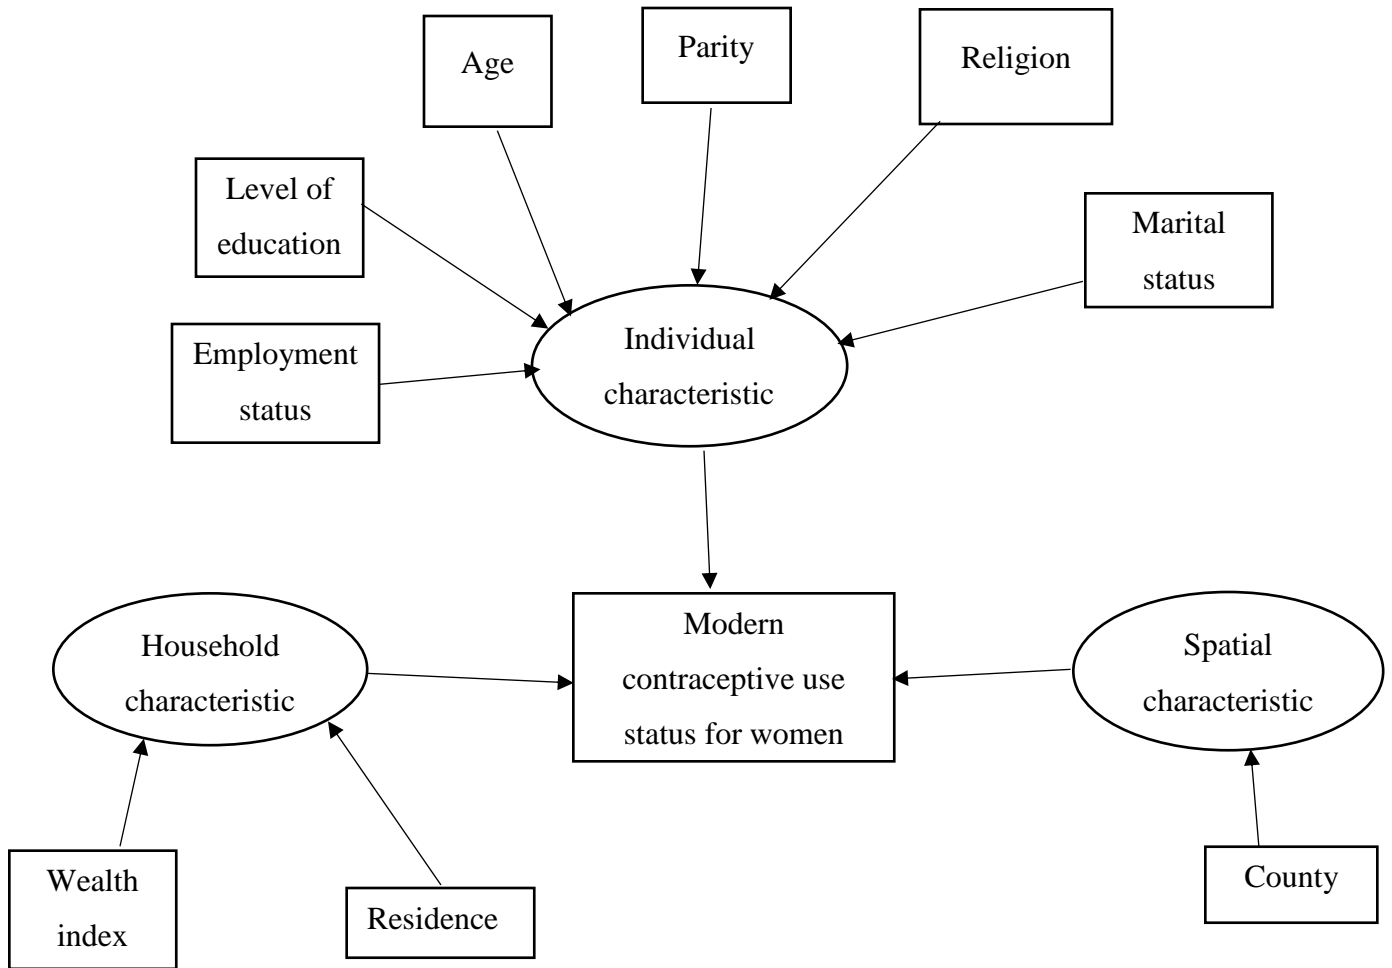 Age
Parity
Religion
Level of
education
Marital
status
Employment
status
Individual
characteristic
Household
characteristic
Modern
contraceptive use
status for women
Spatial
characteristic
Wealth
index
Residence
County